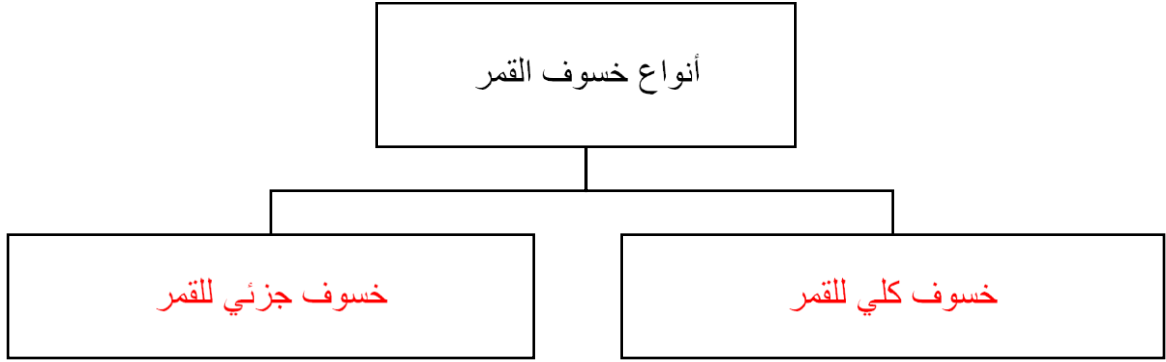 أنواع خسوف القمر
خسوف كلي للقمر
خسوف جزئي للقمر